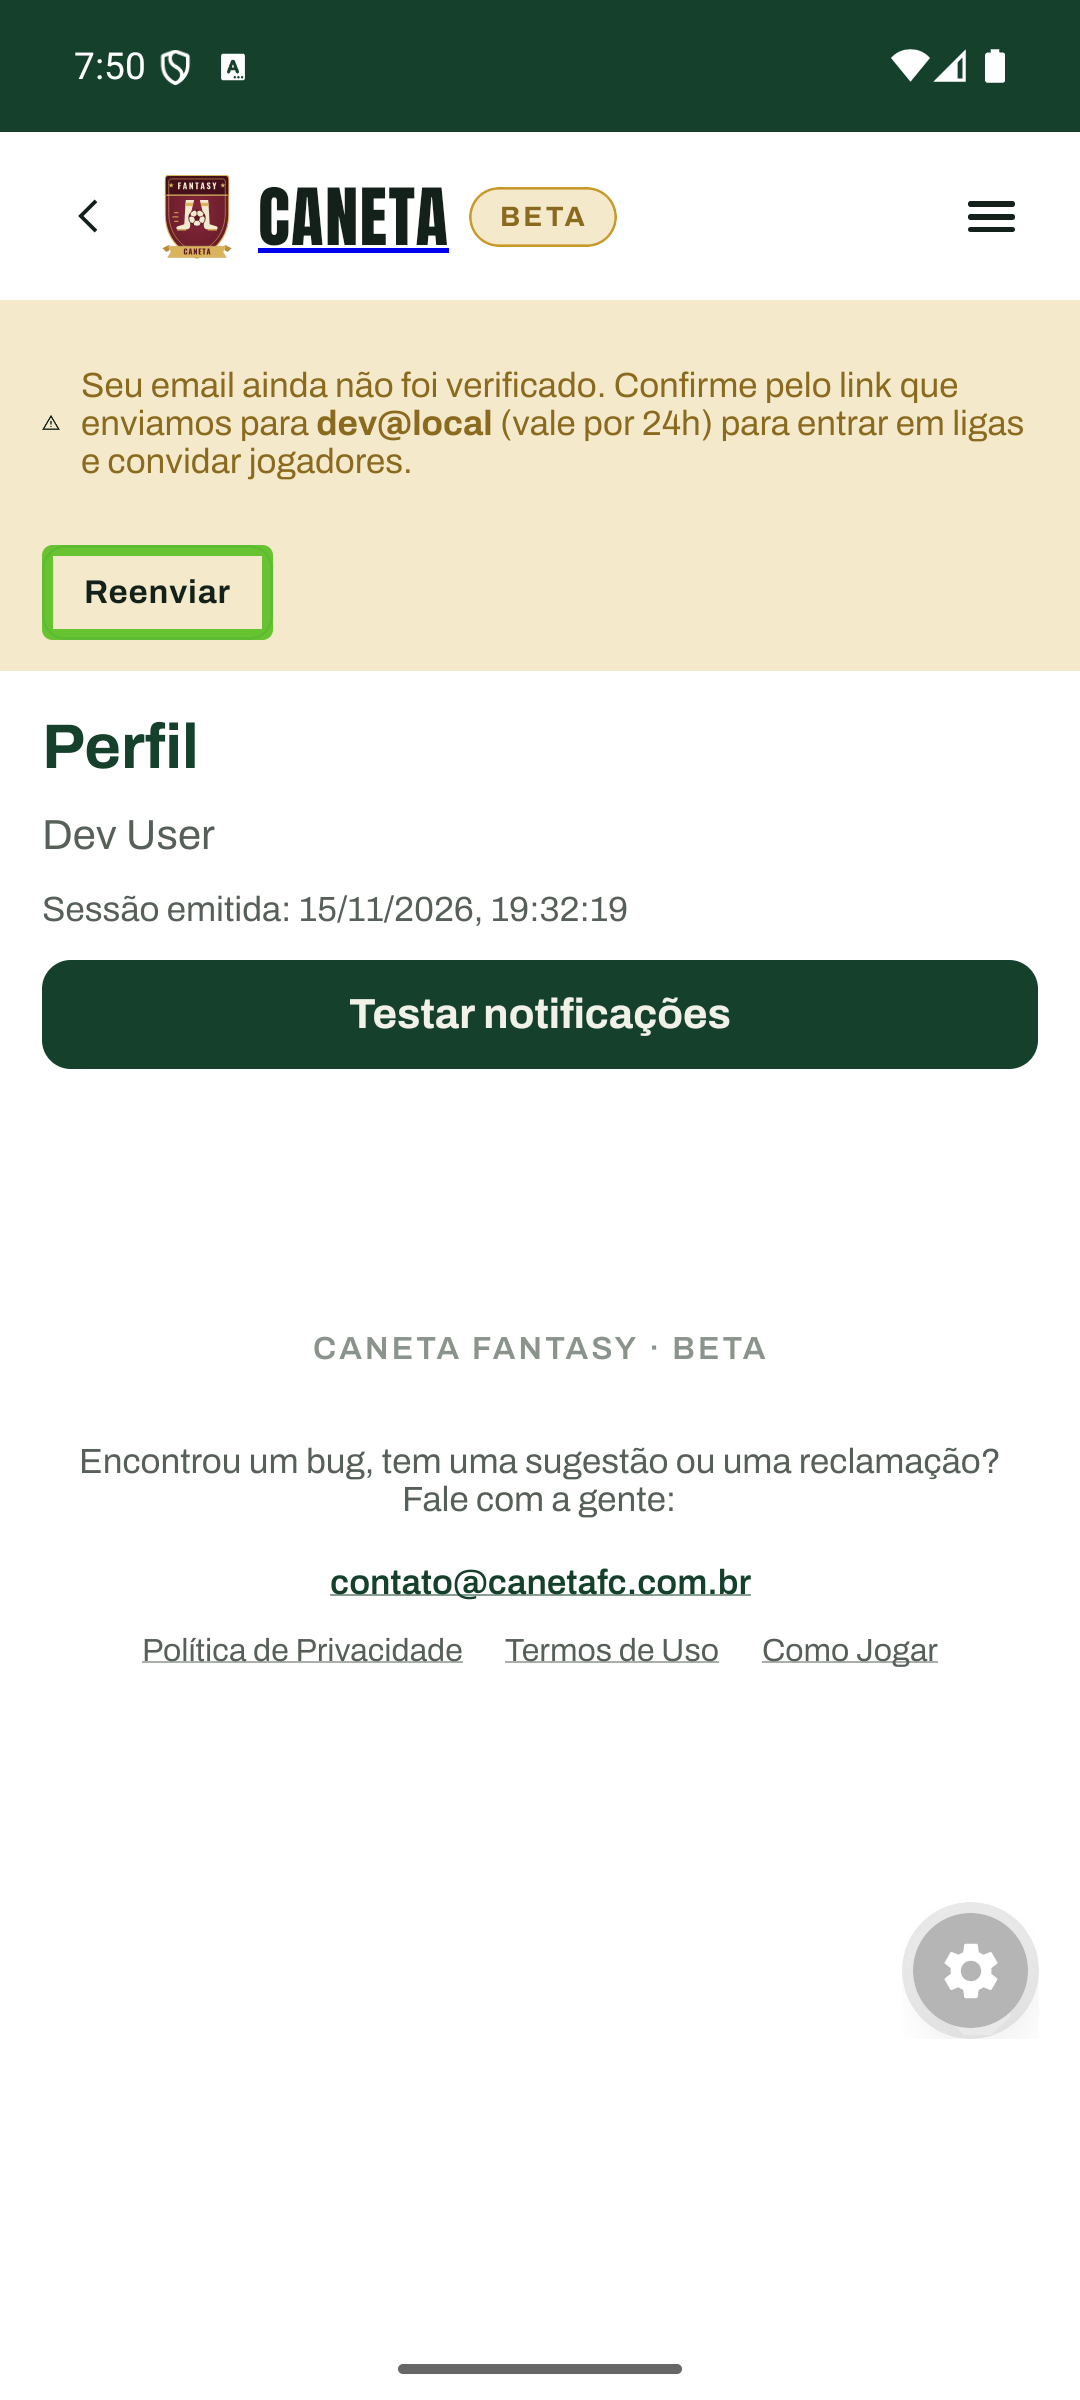 7:50
A
FANTASY
CANETA
CANETA
BETA
Seu email ainda não foi verificado. Confirme pelo link que
enviamos para dev@local (vale por 24h) para entrar em ligas
e convidar jogadores.
Reenviar
Perfil
Dev User
Sessão emitida: 15/11/2026, 19:32:19
Testar notificações
CANETA FANTASY · BETA
Encontrou um bug, tem uma sugestão ou uma reclamação?
Fale com a gente:
contato@canetafc.com.br
Política de Privacidade Termos de Uso Como Jogar